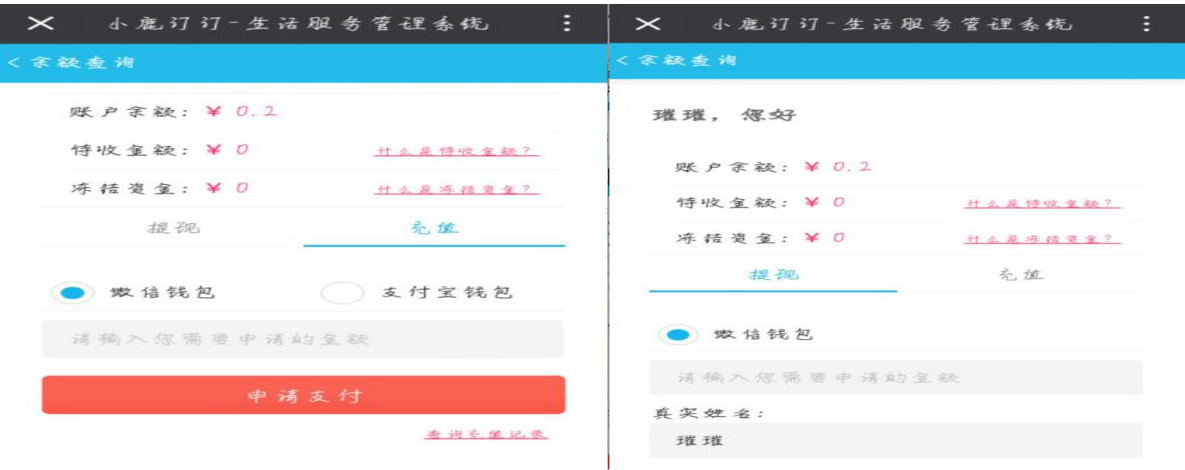 小鹿订订-生活服务管理系统
<余额查询
账户余额：¥ 0.2
待收金额：¥ 0 什么是待收金额？
冻结资金：¥ 0 什么是冻结资金？
提现 充值
微信钱包 支付宝钱包
请输入您需要申请的金额
申请支付
查询充值记录
小鹿订订-生活服务管理系统
<余额查询
璀璀，您好
账户余额：¥ 0.2
待收金额：¥ 0 什么是待收金额？
冻结资金：¥ 0 什么是冻结资金？
提现 充值
微信钱包
请输入您需要申请的金额
真实姓名：
璀璀